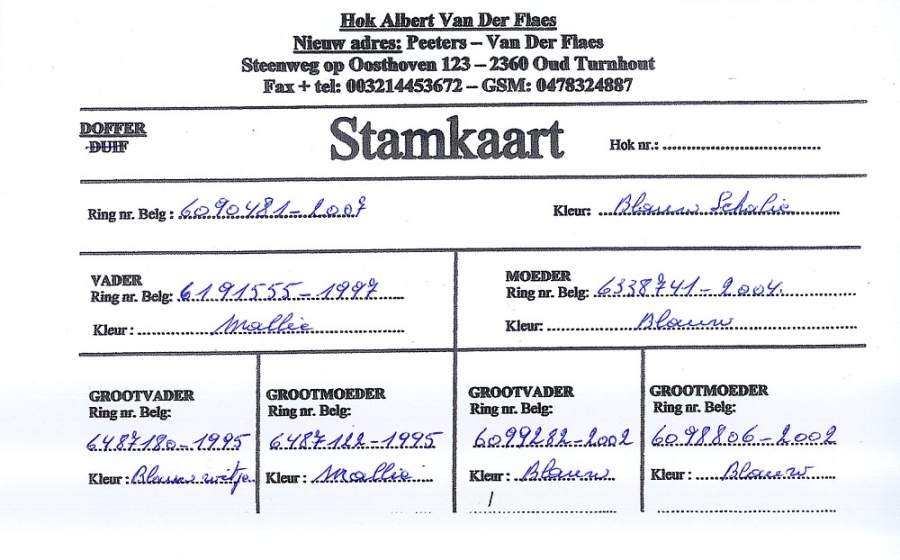 Hok Albert Van Der Flaes
Nieuw adres: Peeters – Van Der Flaes
Steenweg op Oosthoven 123 – 2360 Oud Turnhout
Fax + tel: 003214453672 – GSM: 0478324887
DOFFER
DUIF
Stamkaart
Hok nr.: ....................
Ring nr. Belg : 6090481-2007
Kleur: Blauw Schalie
VADER
Ring nr. Belg: 6191555-1997
Kleur : Mallie
MOEDER
Ring nr. Belg: 6338741-2004
Kleur: Blauw
GROOTVADER
Ring nr. Belg:
6487180-1995
Kleur : Blauw witje
GROOTMOEDER
Ring nr. Belg:
6487122-1995
Kleur : Mallie
GROOTVADER
Ring nr. Belg:
6099282-2002
Kleur : Blauw
/
GROOTMOEDER
Ring nr. Belg:
6098806-2002
Kleur : Blauw